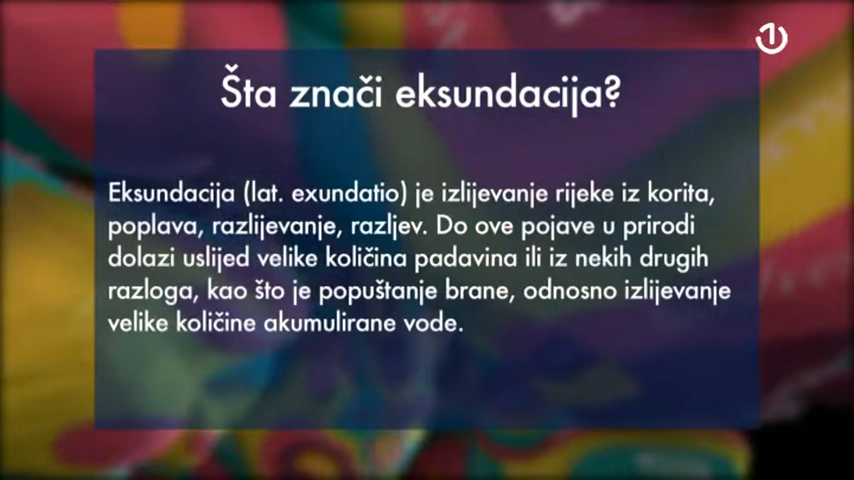 Šta znači eksundacija?
Eksundacija (lat. exundatio) je izlijevanje rijeke iz korita,
poplava, razlijevanje, razljev. Do ove pojave u prirodi
dolazi uslijed velike količina padavina ili iz nekih drugih
razloga, kao što je popuštanje brane, odnosno izlijevanje
velike količine akumulirane vode.